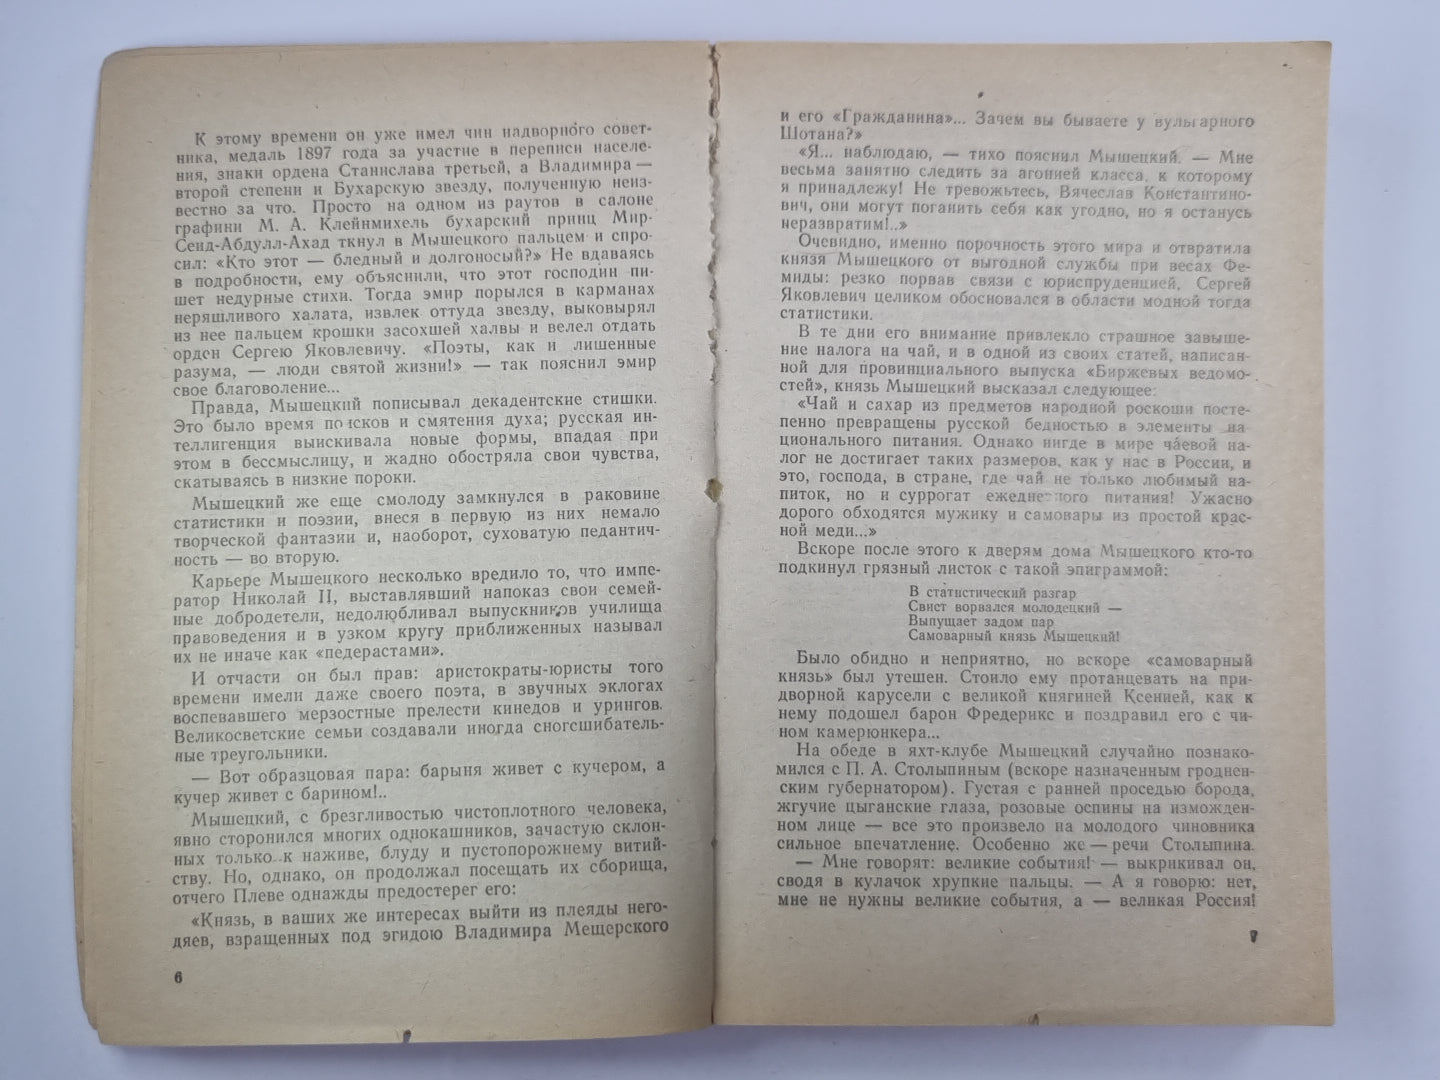 К этому времени он уже имел чин надворного совет-
ника, медаль 1897 года за участие в переписи населе-
ния, знаки ордена Станислава третьей, а Владимира —
второй степени и Бухарскую звезду, полученную неиз-
вестно за что. Просто на одном из раутов в салоне
графини М. А. Клейнмихель бухарский принц Мир-
Сеид-Абдулл-Ахад ткнул в Мышецкого пальцем и спро-
сил: «Кто этот — бледный и долгоносый?» Не вдаваясь
в подробности, ему объяснили, что этот господин пи-
шет недурные стихи. Тогда эмир порылся в карманах
неряшливого халата, извлек оттуда звезду, выковырял
из нее пальцем крошки засохшей халвы и велел отдать
орден Сергею Яковлевичу. «Поэты, как и лишенные
разума, — люди святой жизни!» — так пояснил эмир
свое благоволение...
Правда, Мышецкий пописывал декадентские стишки.
Это было время поисков и смятения духа; русская ин-
теллигенция выискивала новые формы, впадая при
этом в бессмыслицу, и жадно обостряла свои чувства,
скатываясь в низкие пороки.
Мышецкий же еще смолоду замкнулся в раковине
статистики и поэзии, внеся в первую из них немало
творческой фантазии и, наоборот, суховатую педантич-
ность — во вторую.
Карьере Мышецкого несколько вредило то, что импе-
ратор Николай II, выставлявший напоказ свои семей-
ные добродетели, недолюбливал выпускников училища
правоведения и в узком кругу приближенных называл
их не иначе как «педерастами».
И отчасти он был прав: аристократы-юристы того
времени имели даже своего поэта, в звучных эклогах
воспевавшего мерзостные прелести кинедов и урингов.
Великосветские семьи создавали иногда сногсшибатель-
ные треугольники.
— Вот образцовая пара: барыня живет с кучером, а
кучер живет с барином!..
Мышецкий, с брезгливостью чистоплотного человека,
явно сторонился многих однокашников, зачастую склон-
ных только к наживе, блуду и пустопорожнему витий-
ству. Но, однако, он продолжал посещать их сборища,
отчего Плеве однажды предостерег его:
«Князь, в ваших же интересах выйти из плеяды него-
дяев, взращенных под эгидою Владимира Мещерского
6
и его «Гражданина»... Зачем вы бываете у вульгарного
Шотана?»
«Я... наблюдаю, — тихо пояснил Мышецкий. — Мне
весьма занятно следить за агонией класса, к которому
я принадлежу! Не тревожьтесь, Вячеслав Константино-
вич, они могут поганить себя как угодно, но я останусь
неразвратим!..»
Очевидно, именно порочность этого мира и отвратила
князя Мышецкого от выгодной службы при весах Фе-
миды: резко порвав связи с юриспруденцией, Сергей
Яковлевич целиком обосновался в области модной тогда
статистики.
В те дни его внимание привлекло страшное завыше-
ние налога на чай, и в одной из своих статей, написан-
ной для провинциального выпуска «Биржевых ведомо-
стей», князь Мышецкий высказал следующее:
«Чай и сахар из предметов народной роскоши посте-
пенно превращены русской бедностью в элементы на-
ционального питания. Однако нигде в мире ча́евой на-
лог не достигает таких размеров, как у нас в России, и
это, господа, в стране, где чай не только любимый на-
питок, но и суррогат ежедневного питания! Ужасно
дорого обходятся мужику и самовары из простой крас-
ной меди...»
Вскоре после этого к дверям дома Мышецкого кто-то
подкинул грязный листок с такой эпиграммой:
В статистический разгар
Свист ворвался молодецкий —
Выпущает задом пар
Самоварный князь Мышецкий!
Было обидно и неприятно, но вскоре «самоварный
князь» был утешен. Стоило ему протанцевать на при-
дворной карусели с великой княгиней Ксенией, как к
нему подошел барон Фредерикс и поздравил его с чи-
ном камерюнкера...
На обеде в яхт-клубе Мышецкий случайно познако-
мился с П. А. Столыпиным (вскоре назначенным гроднен-
ским губернатором). Густая с ранней проседью борода,
жгучие цыганские глаза, розовые оспины на изможден-
ном лице — все это произвело на молодого чиновника
сильное впечатление. Особенно же — речи Столыпина.
— Мне говорят: великие события! — выкрикивал он,
сводя в кулачок хрупкие пальцы. — А я говорю: нет,
мне не нужны великие события, а — великая Россия!
7